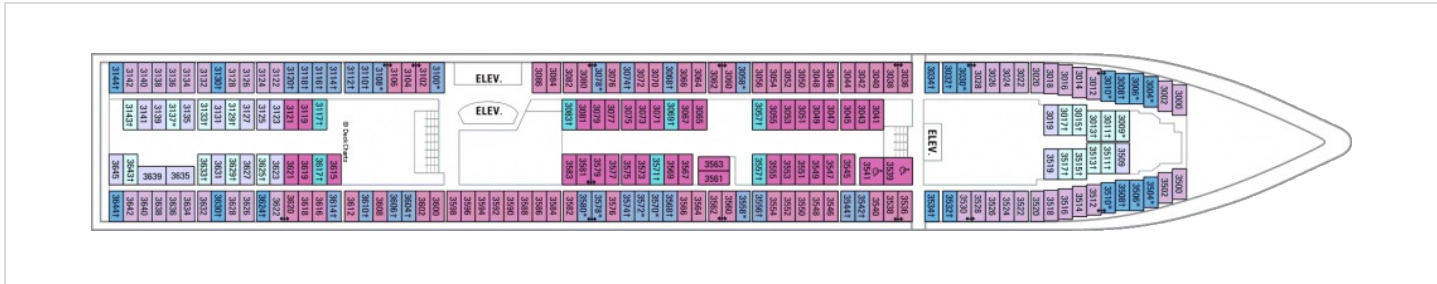 3144† 3142 3140 3138 3136 3134 3132 3130† 3128 3126 3124 3122 3120† 3118† 3116† 3114† 3112† 3110† 3108* 3106 3104 3102 3100* ELEV. 3086 3084 3082 3080 3078* 3076 3074† 3072 3070 3068† 3066 3064 3062 3060 3058* 3056 3054 3052 3050 3048 3046 3044 3042 3040 3038 3036 3034† 3032† 3030* 3028 3026 3024 3022 3020 3018 3016 3014 3012 3010* 3008† 3006* 3004* 3002 3000
3143† 3141 3139 3137* 3135 3133† 3131 3129† 3127 3125 3123 3121 3119 3117† ELEV. 3083† 3081 3079 3077 3075 3073 3071 3069† 3067 3065 3057† 3055 3053 3051 3049 3047 3045 3043 3041 3019 3017† 3015† 3013† 3011† 3009*
© Deck Chartz
ELEV.
3645 3643† 3639 3635 3633† 3631 3629† 3627 3625† 3623 3621 3619 3617† 3615 3583 3581 3579 3577 3575 3573 3571† 3569 3567 3563 3557† 3555 3553 3551 3549 3547 3545 3541 3539 3519 3517† 3515† 3513† 3511† 3509
3561
3644† 3642 3640 3638 3636 3634 3632 3630† 3628 3626 3624† 3622 3620 3618 3616 3614† 3612 3610† 3608 3606† 3604† 3602 3600 3598 3596 3594 3592 3590 3588 3586 3584 3582 3580* 3578* 3576 3574† 3572* 3570* 3568† 3566 3564 3562 3560 3558* 3556† 3554 3552 3550 3548 3546 3544† 3542† 3540 3538 3536 3534† 3532† 3530 3528 3526 3524 3522 3520 3518 3516 3514 3512 3510* 3508† 3506* 3504* 3502 3500